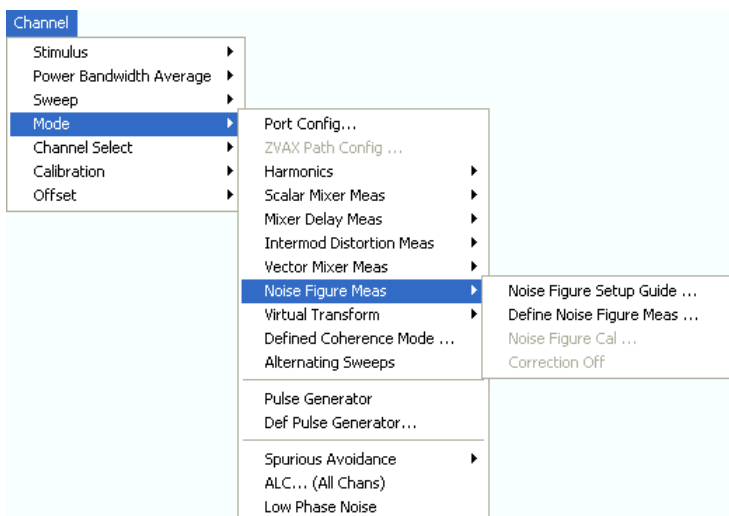 Channel
Stimulus
Power Bandwidth Average
Sweep
Mode
Channel Select
Calibration
Offset
Port Config...
ZVAX Path Config ...
Harmonics
Scalar Mixer Meas
Mixer Delay Meas
Intermod Distortion Meas
Vector Mixer Meas
Noise Figure Meas
Virtual Transform
Defined Coherence Mode ...
Alternating Sweeps
Pulse Generator
Def Pulse Generator...
Spurious Avoidance
ALC... (All Chans)
Low Phase Noise
Noise Figure Setup Guide ...
Define Noise Figure Meas ...
Noise Figure Cal ...
Correction Off